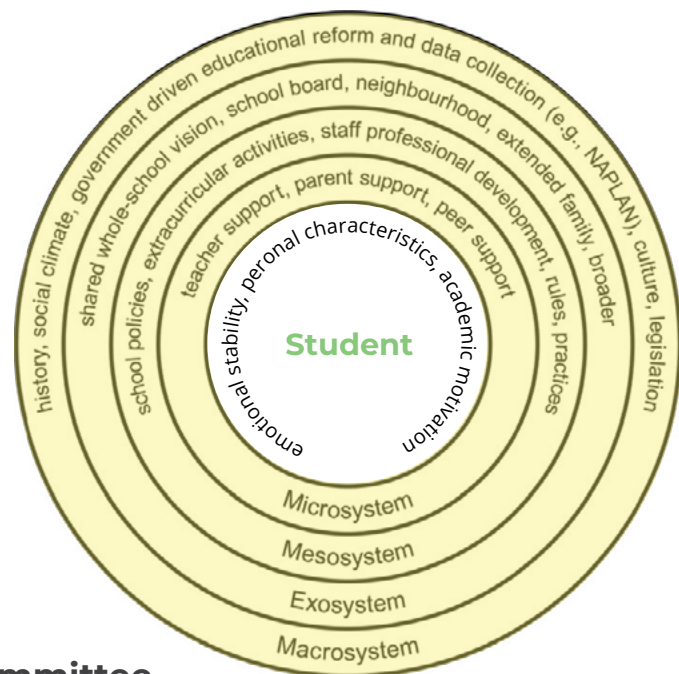 history, social climate, government driven educational reform and data collection (e.g., NAPLAN), culture, legislation
shared whole-school vision, school board, neighbourhood, extended family, broader
school policies, extracurricular activities, staff professional development, rules, practices
teacher support, parent support, peer support
emotional stability, peronal characteristics, academic motivation
Student
Microsystem
Mesosystem
Exosystem
Macrosystem